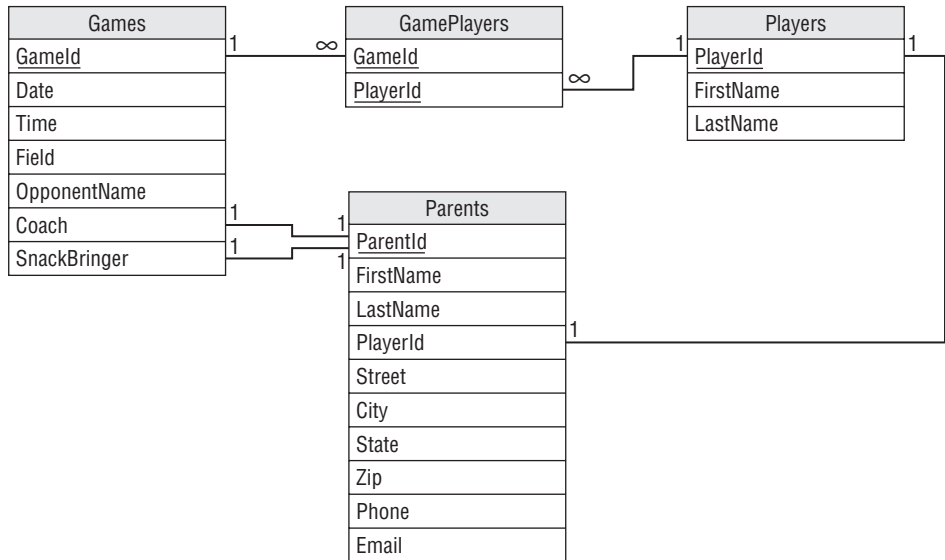 Games
GameId
Date
Time
Field
OpponentName
Coach
SnackBringer
1
∞
1
1
GamePlayers
GameId
PlayerId
∞
1
Players
PlayerId
FirstName
LastName
1
1
1
Parents
ParentId
FirstName
LastName
PlayerId
Street
City
State
Zip
Phone
Email
1